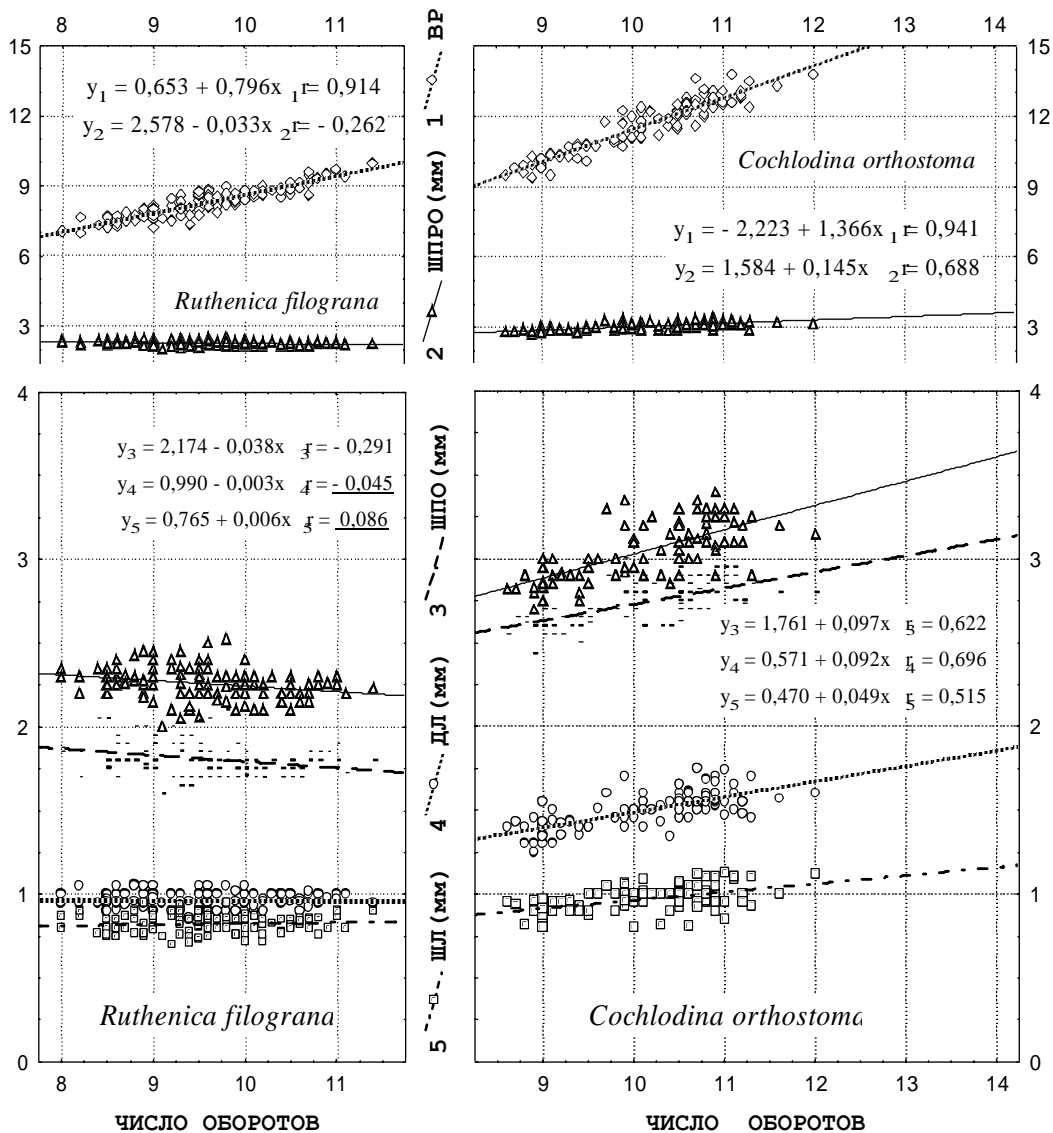 8 9 10 11
9 10 11 12 13 14
15
12
9
6
3
y1 = 0,653 + 0,796x r1= 0,914
y2 = 2,578 - 0,033x r2= - 0,262
Ruthenica filograna
2 ШПРО(мм) 1 ВР
15
12
9
6
3
Cochlodina orthostoma
y1 = - 2,223 + 1,366x r1= 0,941
y2 = 1,584 + 0,145x r2= 0,688
4
3
2
1
0
y3 = 2,174 - 0,038x r3= - 0,291
y4 = 0,990 - 0,003x r4= - 0,045
y5 = 0,765 + 0,006x r5= 0,086
Ruthenica filograna
5 ШЛ(мм) 4 ДЛ(мм) 3 ШПО(мм)
4
3
2
1
0
y3 = 1,761 + 0,097x r3= 0,622
y4 = 0,571 + 0,092x r4= 0,696
y5 = 0,470 + 0,049x r5= 0,515
Cochlodina orthostoma
8 9 10 11
9 10 11 12 13 14
ЧИСЛО ОБОРОТОВ
ЧИСЛО ОБОРОТОВ